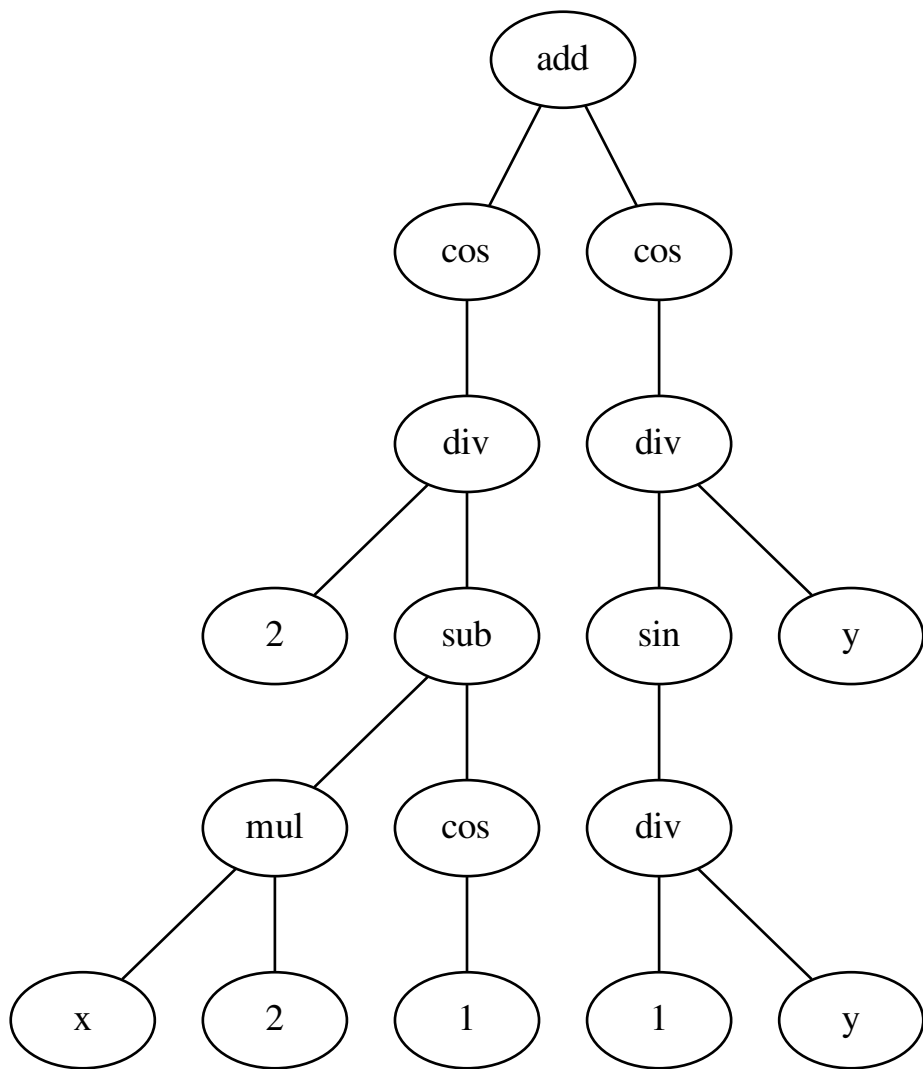 add
cos cos
div div
2 sub sin y
mul cos div
x 2 1 1 y